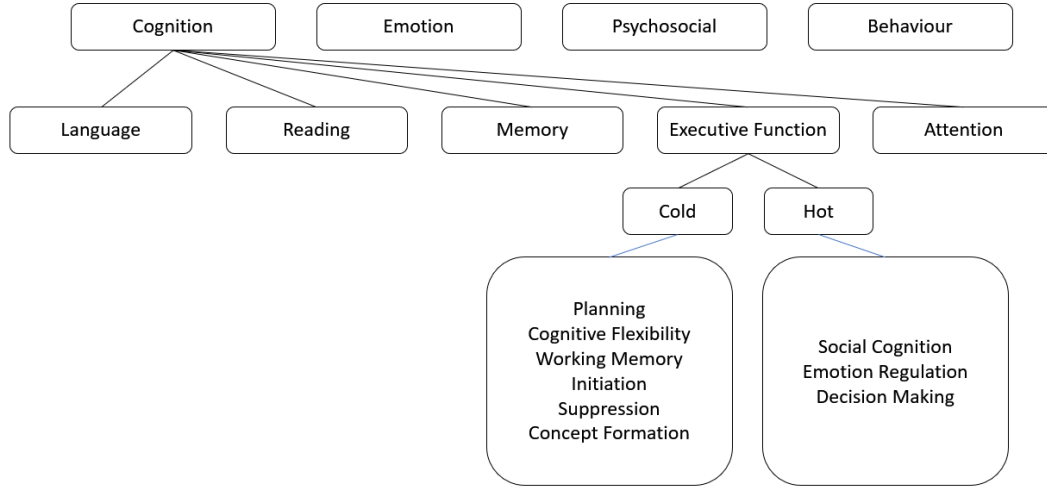 Cognition
Emotion
Psychosocial
Behaviour
Language
Reading
Memory
Executive Function
Attention
Cold
Hot
Planning
Cognitive Flexibility
Working Memory
Initiation
Suppression
Concept Formation
Social Cognition
Emotion Regulation
Decision Making